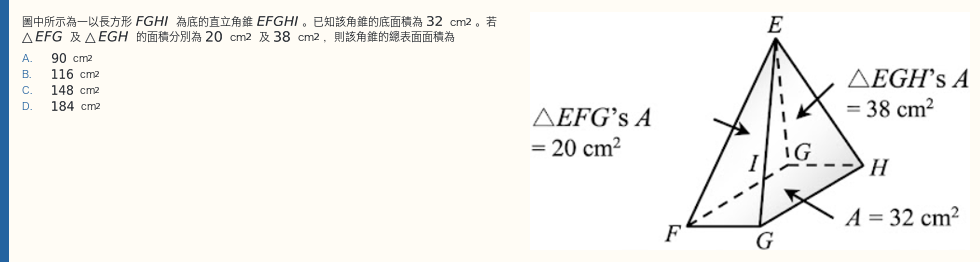 圖中所示為一以長方形 FGHI 為底的直立角錐 EFGHI 。已知該角錐的底面積為 32 cm2 。若
△ EFG 及 △ EGH 的面積分別為 20 cm2 及 38 cm2 ，則該角錐的總表面面積為
A. 90 cm2
B. 116 cm2
C. 148 cm2
D. 184 cm2
E
△EGH's A
= 38 cm²
△EFG's A
= 20 cm²
I
G
H
A = 32 cm²
F
G